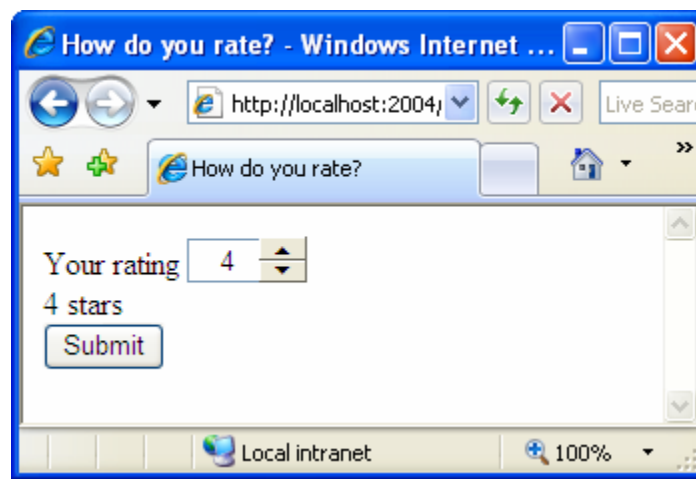 How do you rate? - Windows Internet ...
http://localhost:2004/
Live Sear
How do you rate?
»
Your rating 4
4 stars
Submit
Local intranet 100%